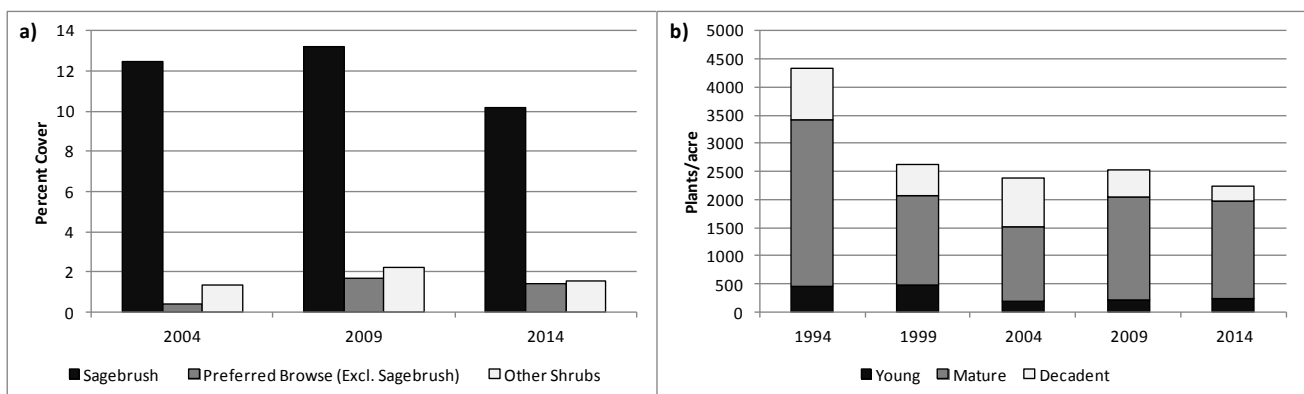 a)
Percent Cover
14
12
10
8
6
4
2
0
2004 2009 2014
Sagebrush Preferred Browse (Excl. Sagebrush) Other Shrubs
b)
Plants/acre
5000
4500
4000
3500
3000
2500
2000
1500
1000
500
0
1994 1999 2004 2009 2014
Young Mature Decadent